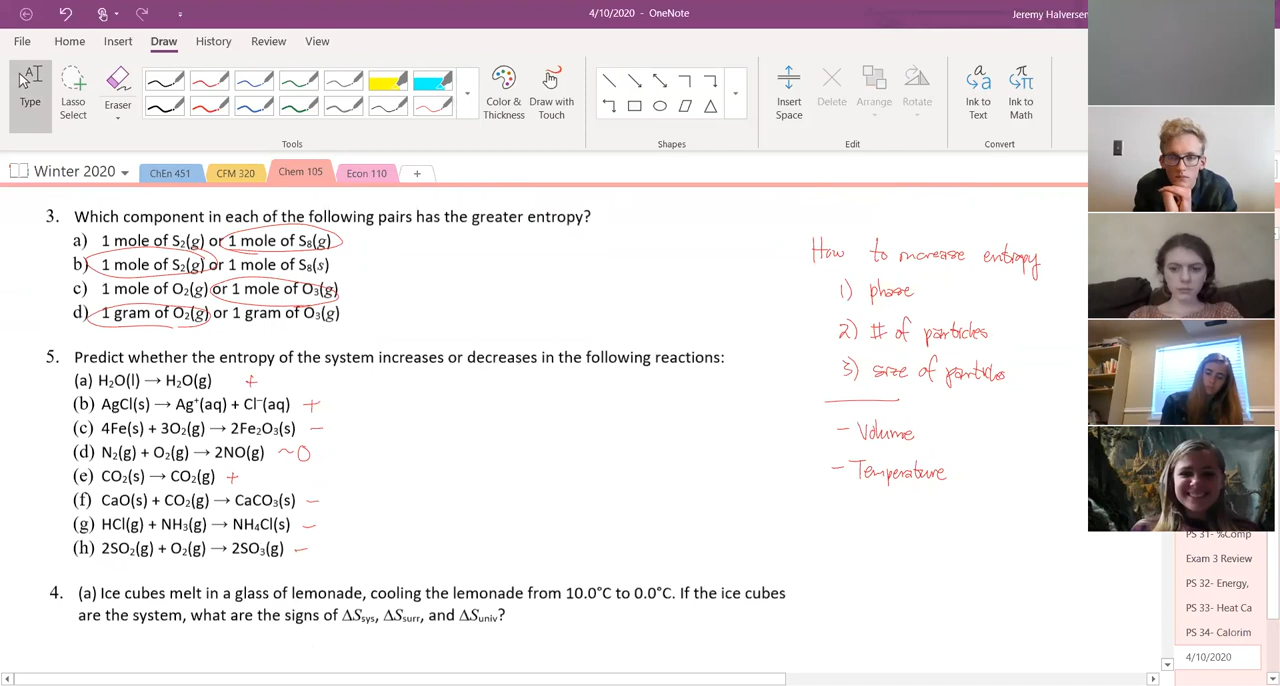 4/10/2020 - OneNote
Jeremy Halversen
File Home Insert Draw History Review View
Type
Lasso Select
Eraser
Color & Thickness
Draw with Touch
Insert Space
Delete
Arrange
Rotate
Ink to Text
Ink to Math
Tools
Shapes
Edit
Convert
Winter 2020
ChEn 451
CFM 320
Chem 105
Econ 110
+
3. Which component in each of the following pairs has the greater entropy?
a) 1 mole of S₂(g) or 1 mole of S₈(g)
b) 1 mole of S₂(g) or 1 mole of S₈(s)
c) 1 mole of O₂(g) or 1 mole of O₃(g)
d) 1 gram of O₂(g) or 1 gram of O₃(g)
5. Predict whether the entropy of the system increases or decreases in the following reactions:
(a) H₂O(l) → H₂O(g) +
(b) AgCl(s) → Ag⁺(aq) + Cl⁻(aq) +
(c) 4Fe(s) + 3O₂(g) → 2Fe₂O₃(s) −
(d) N₂(g) + O₂(g) → 2NO(g) ~0
(e) CO₂(s) → CO₂(g) +
(f) CaO(s) + CO₂(g) → CaCO₃(s) −
(g) HCl(g) + NH₃(g) → NH₄Cl(s) −
(h) 2SO₂(g) + O₂(g) → 2SO₃(g) −
4. (a) Ice cubes melt in a glass of lemonade, cooling the lemonade from 10.0°C to 0.0°C. If the ice cubes
are the system, what are the signs of ΔSsys, ΔSsurr, and ΔSuniv?
How to increase entropy
1) phase
2) # of particles
3) size of particles
- Volume
- Temperature
PS 31- %Comp
Exam 3 Review
PS 32- Energy,
PS 33- Heat Ca
PS 34- Calorim
4/10/2020